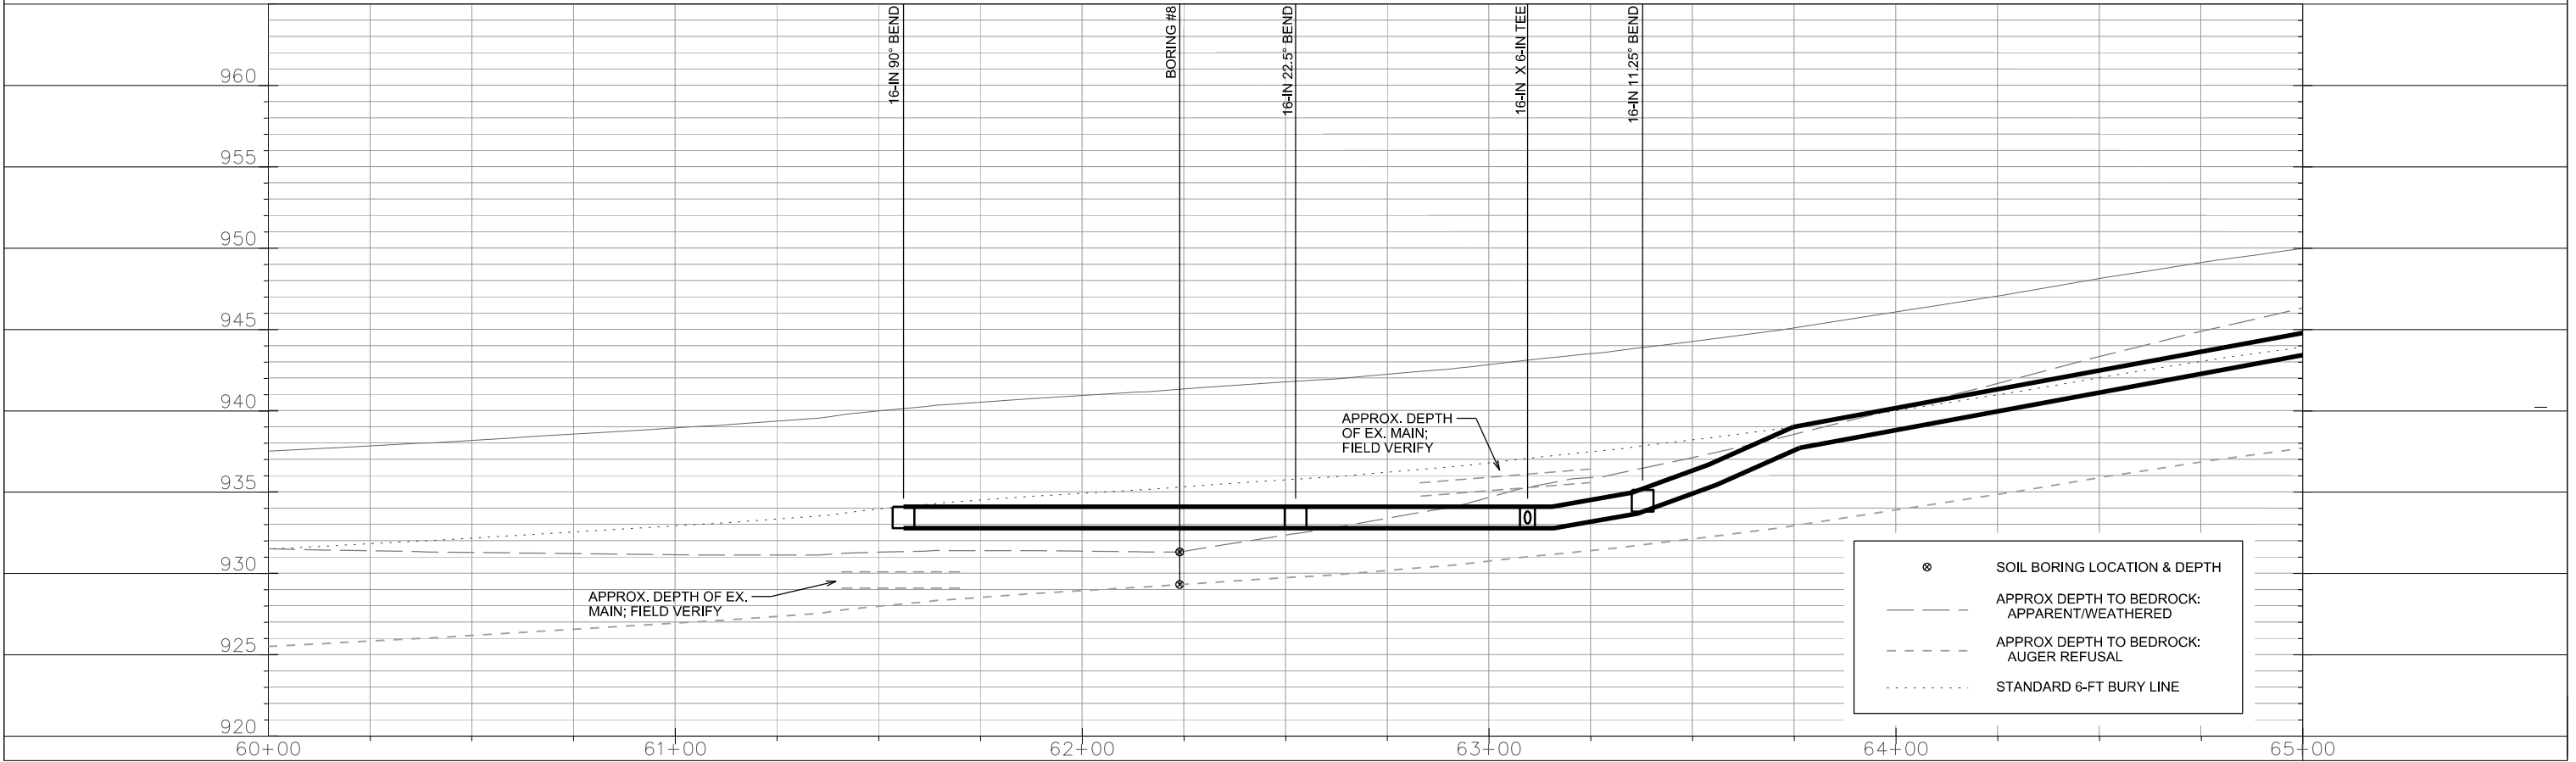 16-IN 90° BEND
BORING #8
16-IN 22.5° BEND
16-IN X 6-IN TEE
16-IN 11.25° BEND
960
955
950
945
940
935
930
925
920
APPROX. DEPTH
OF EX. MAIN;
FIELD VERIFY
APPROX. DEPTH OF EX.
MAIN; FIELD VERIFY
SOIL BORING LOCATION & DEPTH
APPROX DEPTH TO BEDROCK:
APPARENT/WEATHERED
APPROX DEPTH TO BEDROCK:
AUGER REFUSAL
STANDARD 6-FT BURY LINE
60+00
61+00
62+00
63+00
64+00
65+00